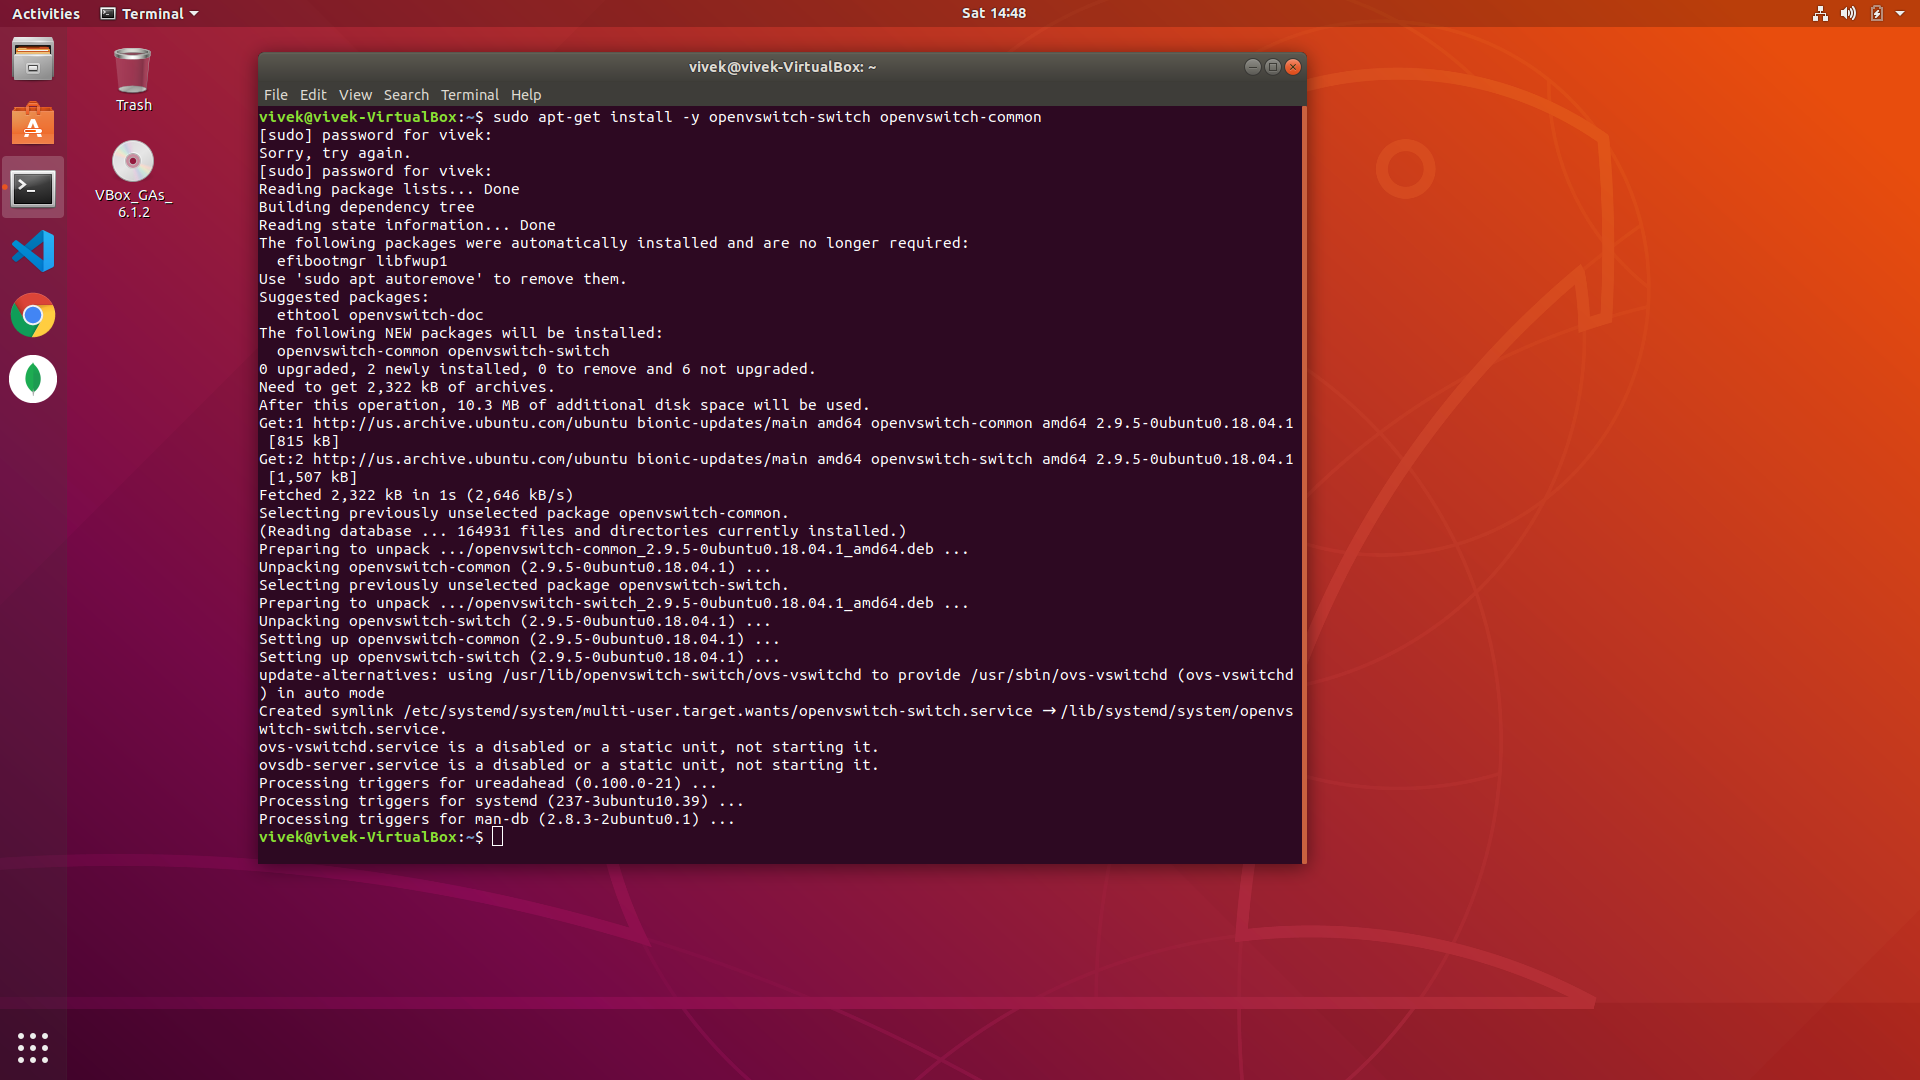 Activities Terminal Sat 14:48
Trash
VBox_GAs_
6.1.2
vivek@vivek-VirtualBox: ~
File Edit View Search Terminal Help
vivek@vivek-VirtualBox:~$ sudo apt-get install -y openvswitch-switch openvswitch-common
[sudo] password for vivek:
Sorry, try again.
[sudo] password for vivek:
Reading package lists... Done
Building dependency tree
Reading state information... Done
The following packages were automatically installed and are no longer required:
  efibootmgr libfwup1
Use 'sudo apt autoremove' to remove them.
Suggested packages:
  ethtool openvswitch-doc
The following NEW packages will be installed:
  openvswitch-common openvswitch-switch
0 upgraded, 2 newly installed, 0 to remove and 6 not upgraded.
Need to get 2,322 kB of archives.
After this operation, 10.3 MB of additional disk space will be used.
Get:1 http://us.archive.ubuntu.com/ubuntu bionic-updates/main amd64 openvswitch-common amd64 2.9.5-0ubuntu0.18.04.1
 [815 kB]
Get:2 http://us.archive.ubuntu.com/ubuntu bionic-updates/main amd64 openvswitch-switch amd64 2.9.5-0ubuntu0.18.04.1
 [1,507 kB]
Fetched 2,322 kB in 1s (2,646 kB/s)
Selecting previously unselected package openvswitch-common.
(Reading database ... 164931 files and directories currently installed.)
Preparing to unpack .../openvswitch-common_2.9.5-0ubuntu0.18.04.1_amd64.deb ...
Unpacking openvswitch-common (2.9.5-0ubuntu0.18.04.1) ...
Selecting previously unselected package openvswitch-switch.
Preparing to unpack .../openvswitch-switch_2.9.5-0ubuntu0.18.04.1_amd64.deb ...
Unpacking openvswitch-switch (2.9.5-0ubuntu0.18.04.1) ...
Setting up openvswitch-common (2.9.5-0ubuntu0.18.04.1) ...
Setting up openvswitch-switch (2.9.5-0ubuntu0.18.04.1) ...
update-alternatives: using /usr/lib/openvswitch-switch/ovs-vswitchd to provide /usr/sbin/ovs-vswitchd (ovs-vswitchd
) in auto mode
Created symlink /etc/systemd/system/multi-user.target.wants/openvswitch-switch.service → /lib/systemd/system/openvs
witch-switch.service.
ovs-vswitchd.service is a disabled or a static unit, not starting it.
ovsdb-server.service is a disabled or a static unit, not starting it.
Processing triggers for ureadahead (0.100.0-21) ...
Processing triggers for systemd (237-3ubuntu10.39) ...
Processing triggers for man-db (2.8.3-2ubuntu0.1) ...
vivek@vivek-VirtualBox:~$